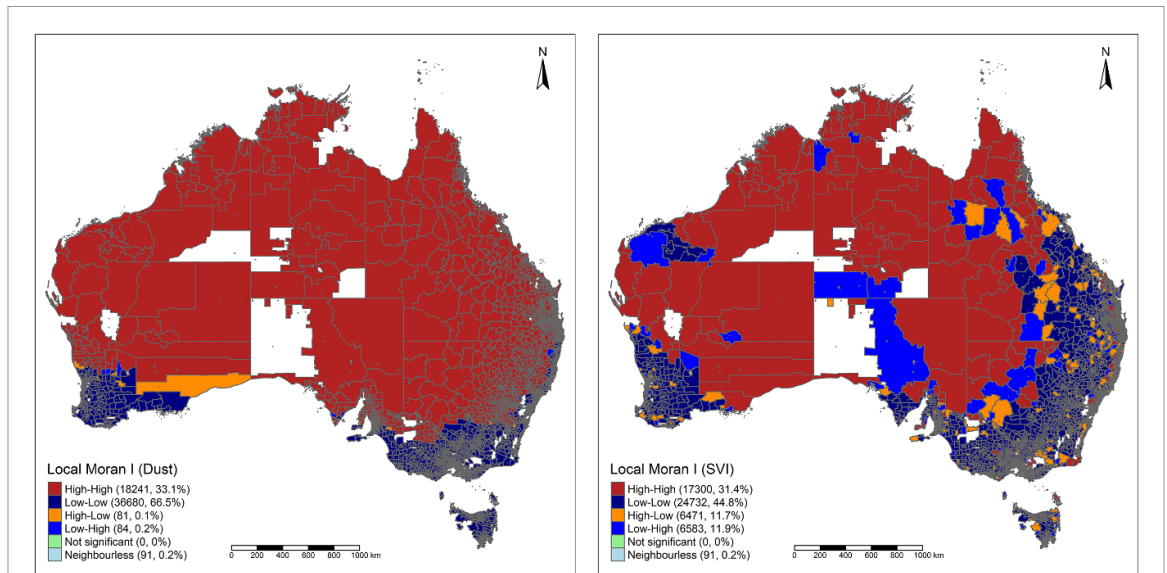 N
Local Moran I (Dust)
High-High (18241, 33.1%)
Low-Low (36680, 66.5%)
High-Low (81, 0.1%)
Low-High (84, 0.2%)
Not significant (0, 0%)
Neighbourless (91, 0.2%)
0 200 400 600 800 1000 km
N
Local Moran I (SVI)
High-High (17300, 31.4%)
Low-Low (24732, 44.8%)
High-Low (6471, 11.7%)
Low-High (6583, 11.9%)
Not significant (0, 0%)
Neighbourless (91, 0.2%)
0 200 400 600 800 1000 km